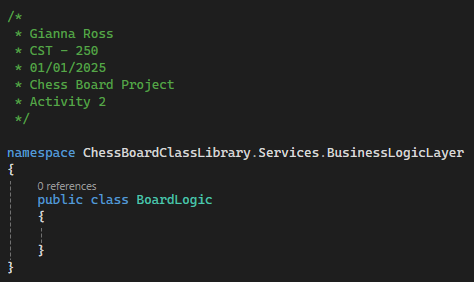 /*
 * Gianna Ross
 * CST - 250
 * 01/01/2025
 * Chess Board Project
 * Activity 2
 */
namespace ChessBoardClassLibrary.Services.BusinessLogicLayer
{
    0 references
    public class BoardLogic
    {
    }
}